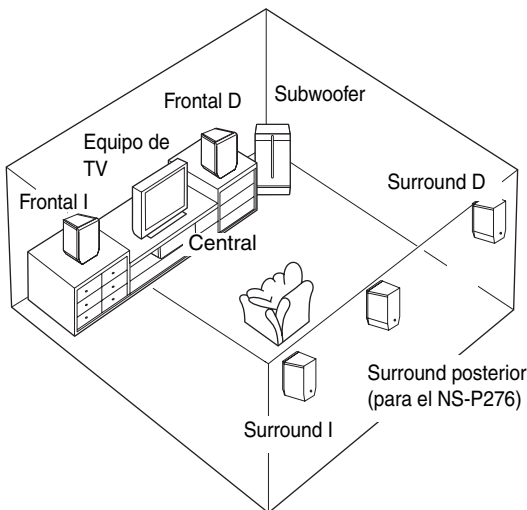 Frontal D
Subwoofer
Equipo de
TV
Surround D
Frontal I
Central
Surround posterior
(para el NS-P276)
Surround I